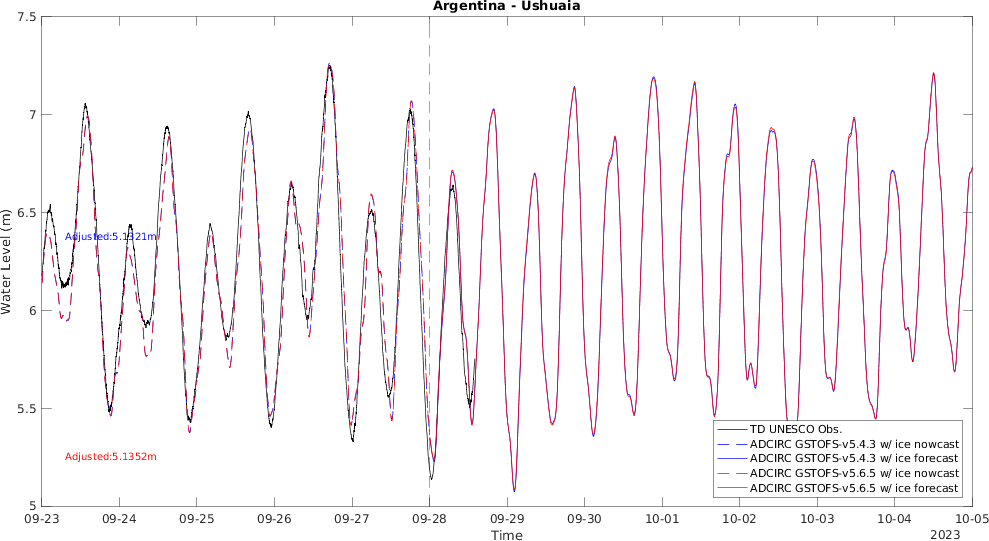 Argentina - Ushuaia
7.5
7
6.5
6
5.5
5
Water Level (m)
Adjusted:5.1321m
Adjusted:5.1352m
TD UNESCO Obs.
ADCIRC GSTOFS-v5.4.3 w/ ice nowcast
ADCIRC GSTOFS-v5.4.3 w/ ice forecast
ADCIRC GSTOFS-v5.6.5 w/ ice nowcast
ADCIRC GSTOFS-v5.6.5 w/ ice forecast
09-23 09-24 09-25 09-26 09-27 09-28 09-29 09-30 10-01 10-02 10-03 10-04 10-05
Time
2023